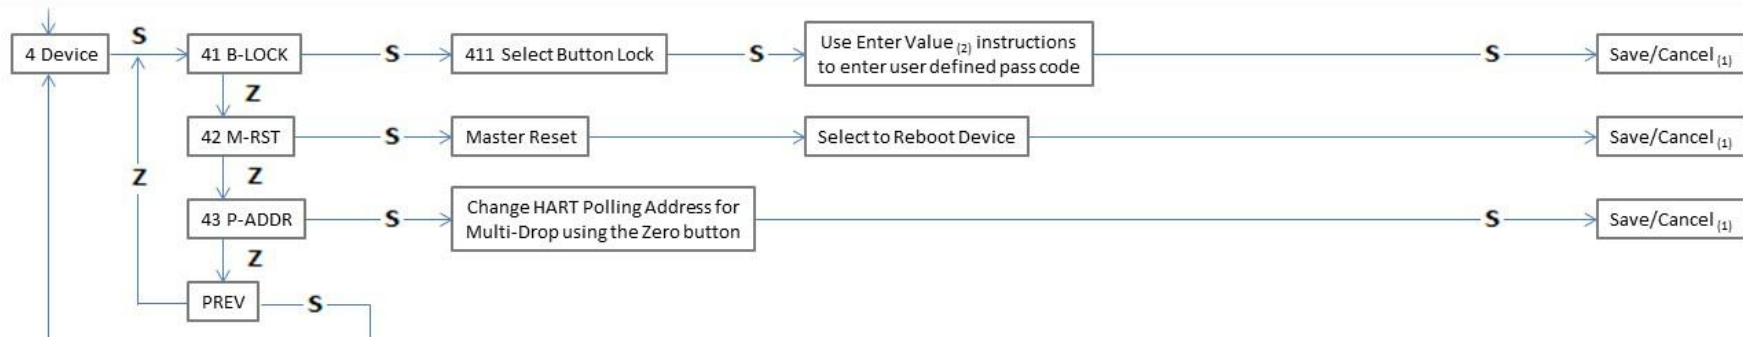 4 Device
S
41 B-LOCK
S
411 Select Button Lock
S
Use Enter Value (2) instructions
to enter user defined pass code
S
Save/Cancel (1)
Z
42 M-RST
S
Master Reset
Select to Reboot Device
Save/Cancel (1)
Z
Z
43 P-ADDR
S
Change HART Polling Address for
Multi-Drop using the Zero button
S
Save/Cancel (1)
Z
PREV
S